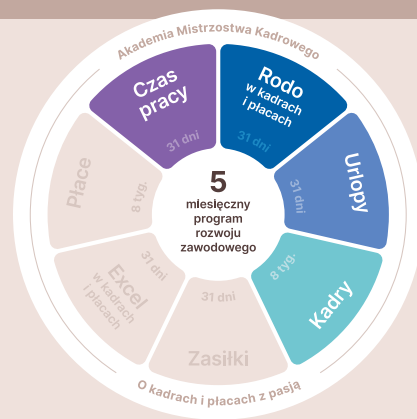 Akademia Mistrzostwa Kadrowego
Czas
pracy
31 dni
Rodo
w kadrach
i płacach
31 dni
Urlopy
31 dni
Kadry
8 tyg.
Zasiłki
31 dni
Excel
w kadrach
i płacach
31 dni
Płace
8 tyg.
5
miesięczny
program
rozwoju
zawodowego
O kadrach i płacach z pasją